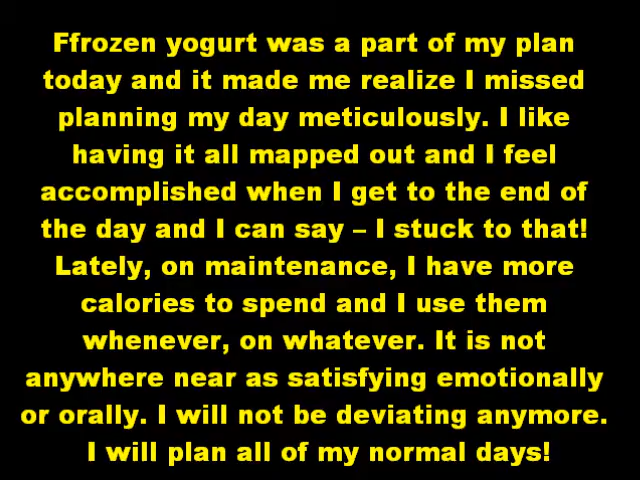 Ffrozen yogurt was a part of my plan
today and it made me realize I missed
planning my day meticulously. I like
having it all mapped out and I feel
accomplished when I get to the end of
the day and I can say – I stuck to that!
Lately, on maintenance, I have more
calories to spend and I use them
whenever, on whatever. It is not
anywhere near as satisfying emotionally
or orally. I will not be deviating anymore.
I will plan all of my normal days!